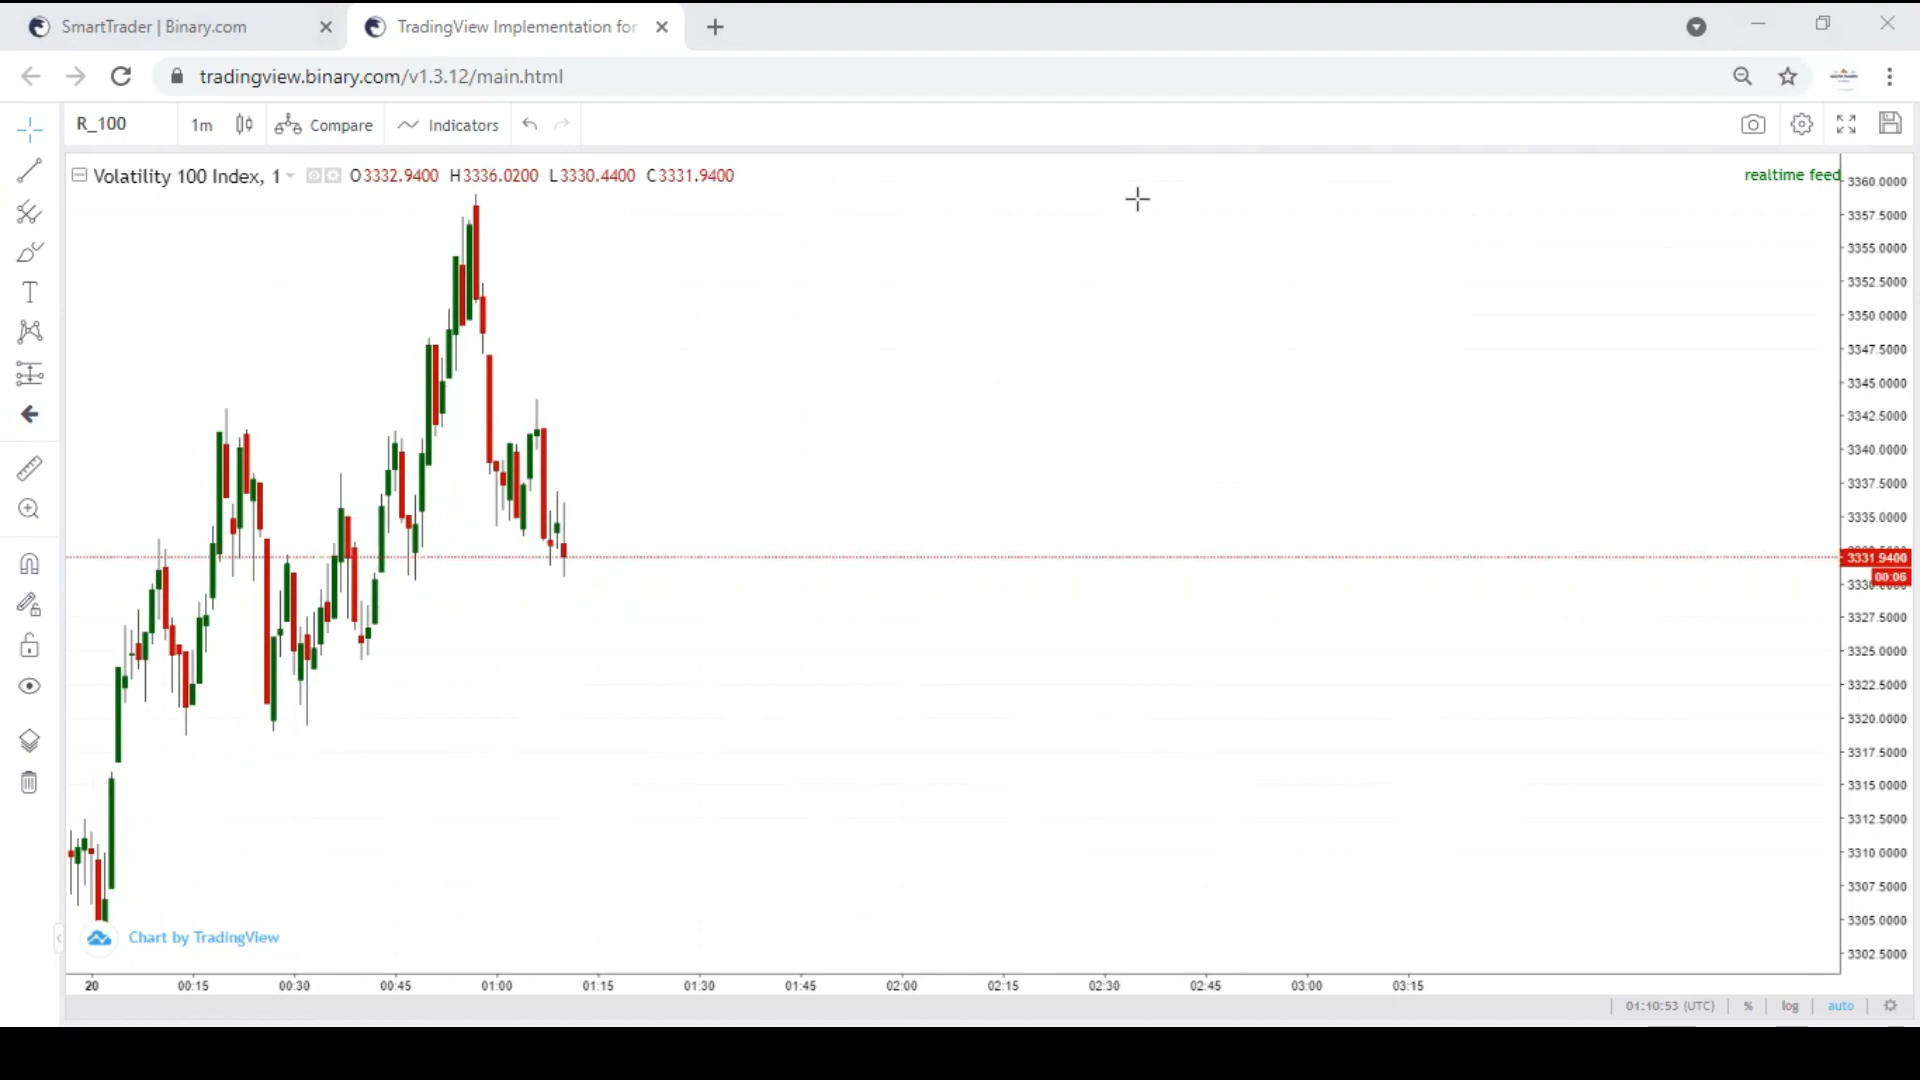 SmartTrader | Binary.com
TradingView Implementation for
tradingview.binary.com/v1.3.12/main.html
R_100 1m Compare Indicators
Volatility 100 Index, 1 O3332.9400 H3336.0200 L3330.4400 C3331.9400
realtime feed
3360.0000
3357.5000
3355.0000
3352.5000
3350.0000
3347.5000
3345.0000
3342.5000
3340.0000
3337.5000
3335.0000
3331.9400
00:06
3327.5000
3325.0000
3322.5000
3320.0000
3317.5000
3315.0000
3312.5000
3310.0000
3307.5000
3305.0000
3302.5000
Chart by TradingView
20 00:15 00:30 00:45 01:00 01:15 01:30 01:45 02:00 02:15 02:30 02:45 03:00 03:15
01:10:53 (UTC) % log auto